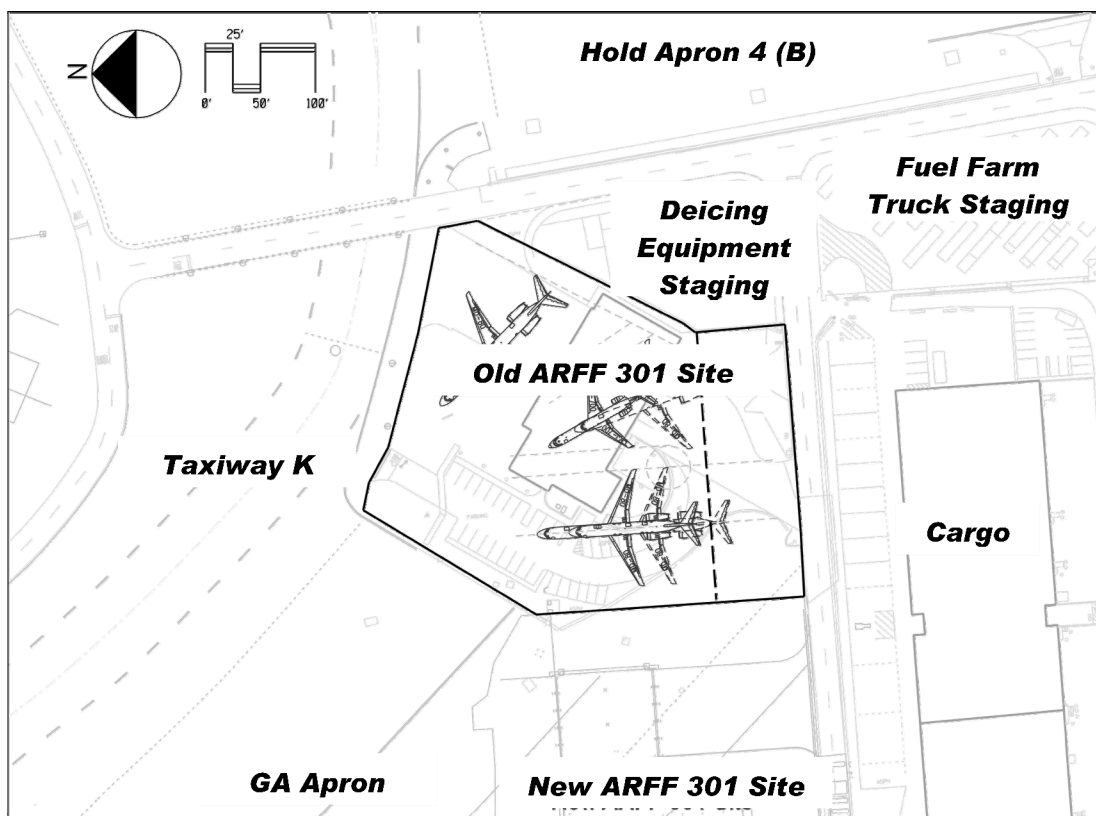 25'
Hold Apron 4 (B)
N
0' 50' 100'
Fuel Farm
Truck Staging
Deicing
Equipment
Staging
Old ARFF 301 Site
Taxiway K
Cargo
GA Apron
New ARFF 301 Site